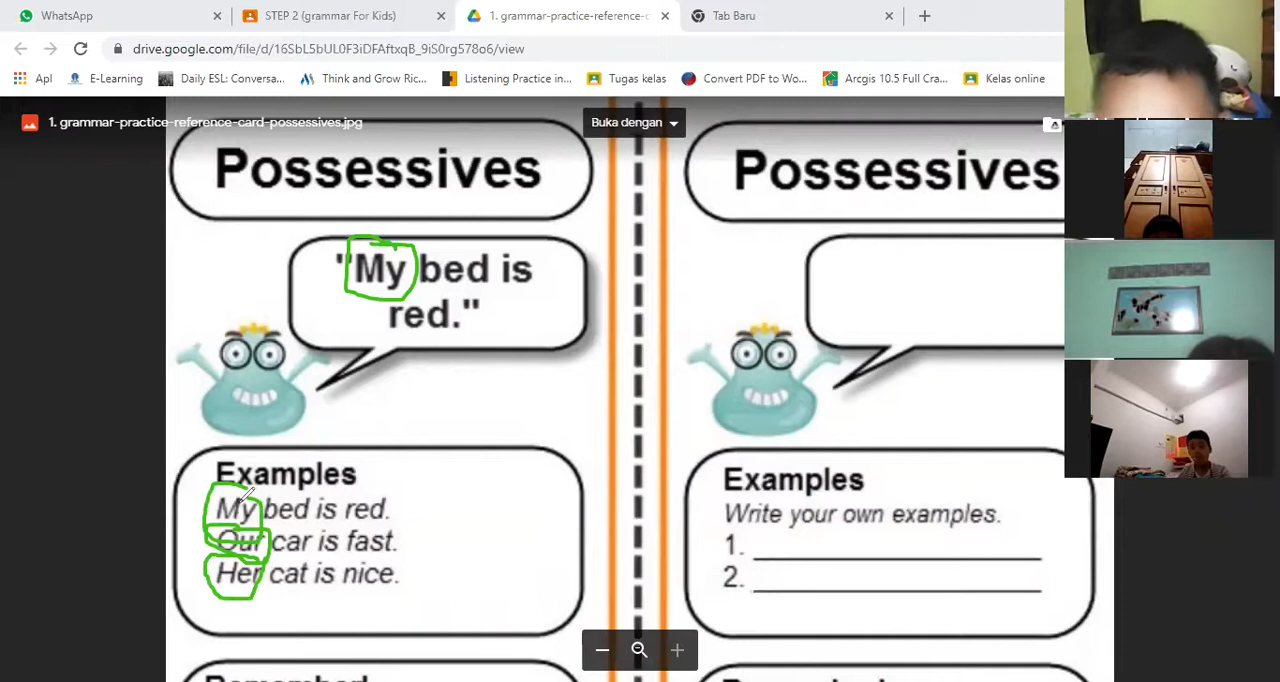 WhatsApp
STEP 2 (grammar For Kids)
1. grammar-practice-reference-c
Tab Baru
drive.google.com/file/d/16SbL5bUL0F3iDFAftxqB_9iS0rg578o6/view
Apl
E-Learning
Daily ESL: Conversa...
Think and Grow Ric...
Listening Practice in...
Tugas kelas
Convert PDF to Wo...
Arcgis 10.5 Full Cra...
Kelas online
1. grammar-practice-reference-card-possessives.jpg
Buka dengan
Possessives
"My bed is
red."
Examples
My bed is red.
Our car is fast.
Her cat is nice.
Possessives
Examples
Write your own examples.
1.
2.